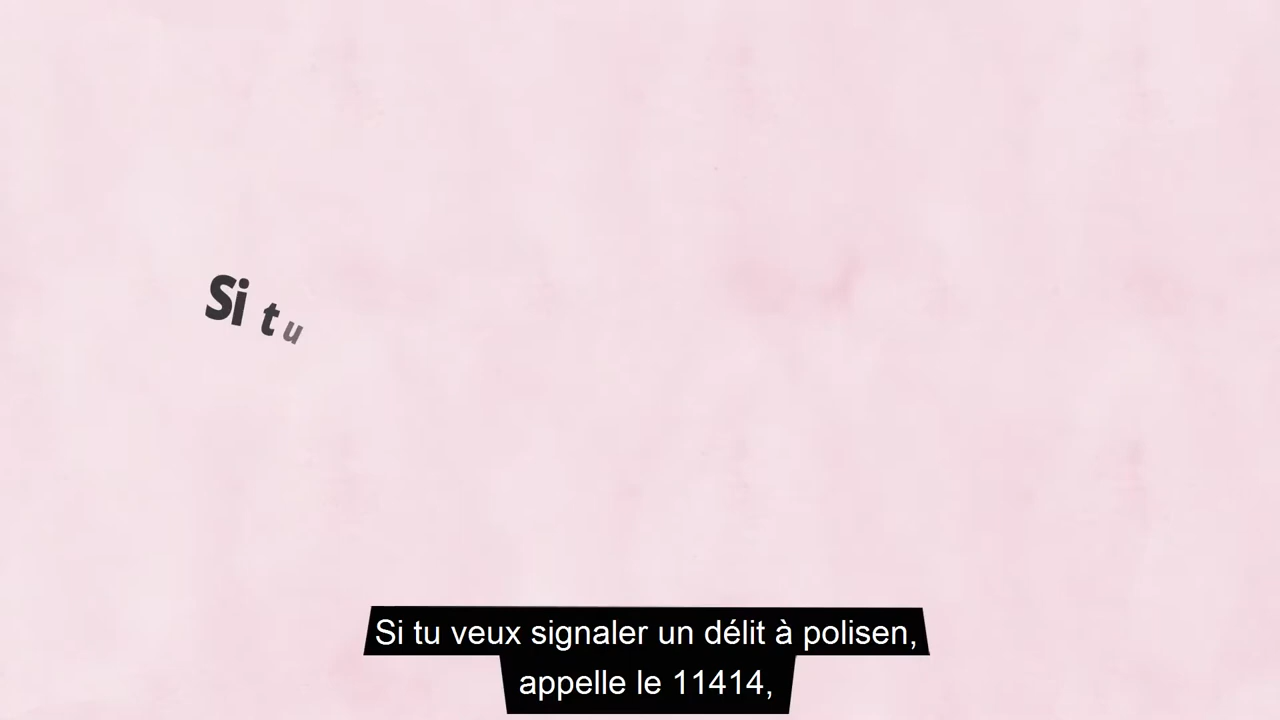 Si tu
Si tu veux signaler un délit à polisen,
appelle le 11414,